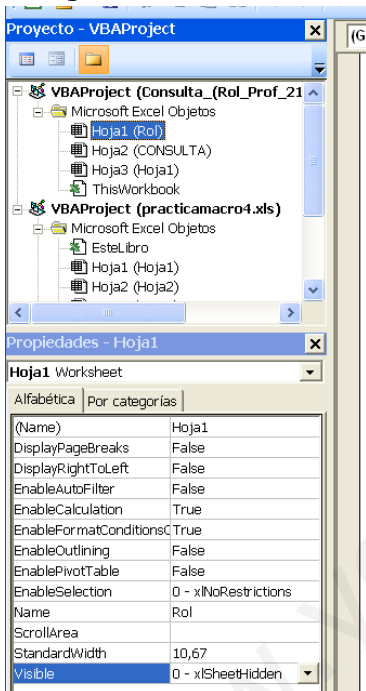 Proyecto - VBAProject
(G
VBAProject (Consulta_(Rol_Prof_21
Microsoft Excel Objetos
Hoja1 (Rol)
Hoja2 (CONSULTA)
Hoja3 (Hoja1)
ThisWorkbook
VBAProject (practicamacro4.xls)
Microsoft Excel Objetos
EsteLibro
Hoja1 (Hoja1)
Hoja2 (Hoja2)
Propiedades - Hoja1
Hoja1 Worksheet
Alfabética Por categorías
(Name) Hoja1
DisplayPageBreaks False
DisplayRightToLeft False
EnableAutoFilter False
EnableCalculation True
EnableFormatConditionsC True
EnableOutlining False
EnablePivotTable False
EnableSelection 0 - xlNoRestrictions
Name Rol
ScrollArea
StandardWidth 10,67
Visible 0 - xlSheetHidden